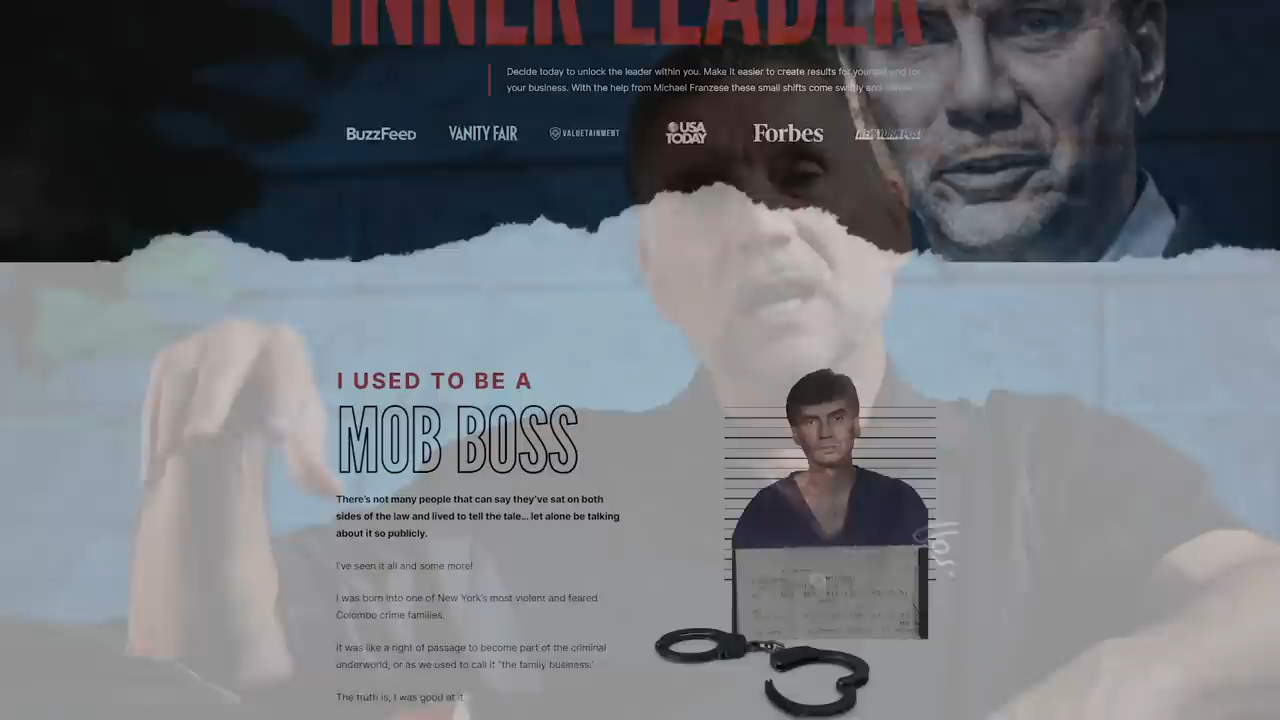 INNER LEADER
Decide today to unlock the leader within you. Make it easier to create results for yourself and for
your business. With the help from Michael Franzese these small shifts come swiftly and
BUZZFEED
VANITY FAIR
VALUETAINMENT
USA
TODAY
Forbes
NEW YORK POST
I USED TO BE A
MOB BOSS
There's not many people that can say they've sat on both
sides of the law and lived to tell the tale... let alone be talking
about it so publicly.
I've seen it all and some more!
I was born into one of New York's most violent and feared
Colombo crime families.
It was like a right of passage to become part of the criminal
underworld, or as we used to call it "the family business.'
The truth is, I was good at it.